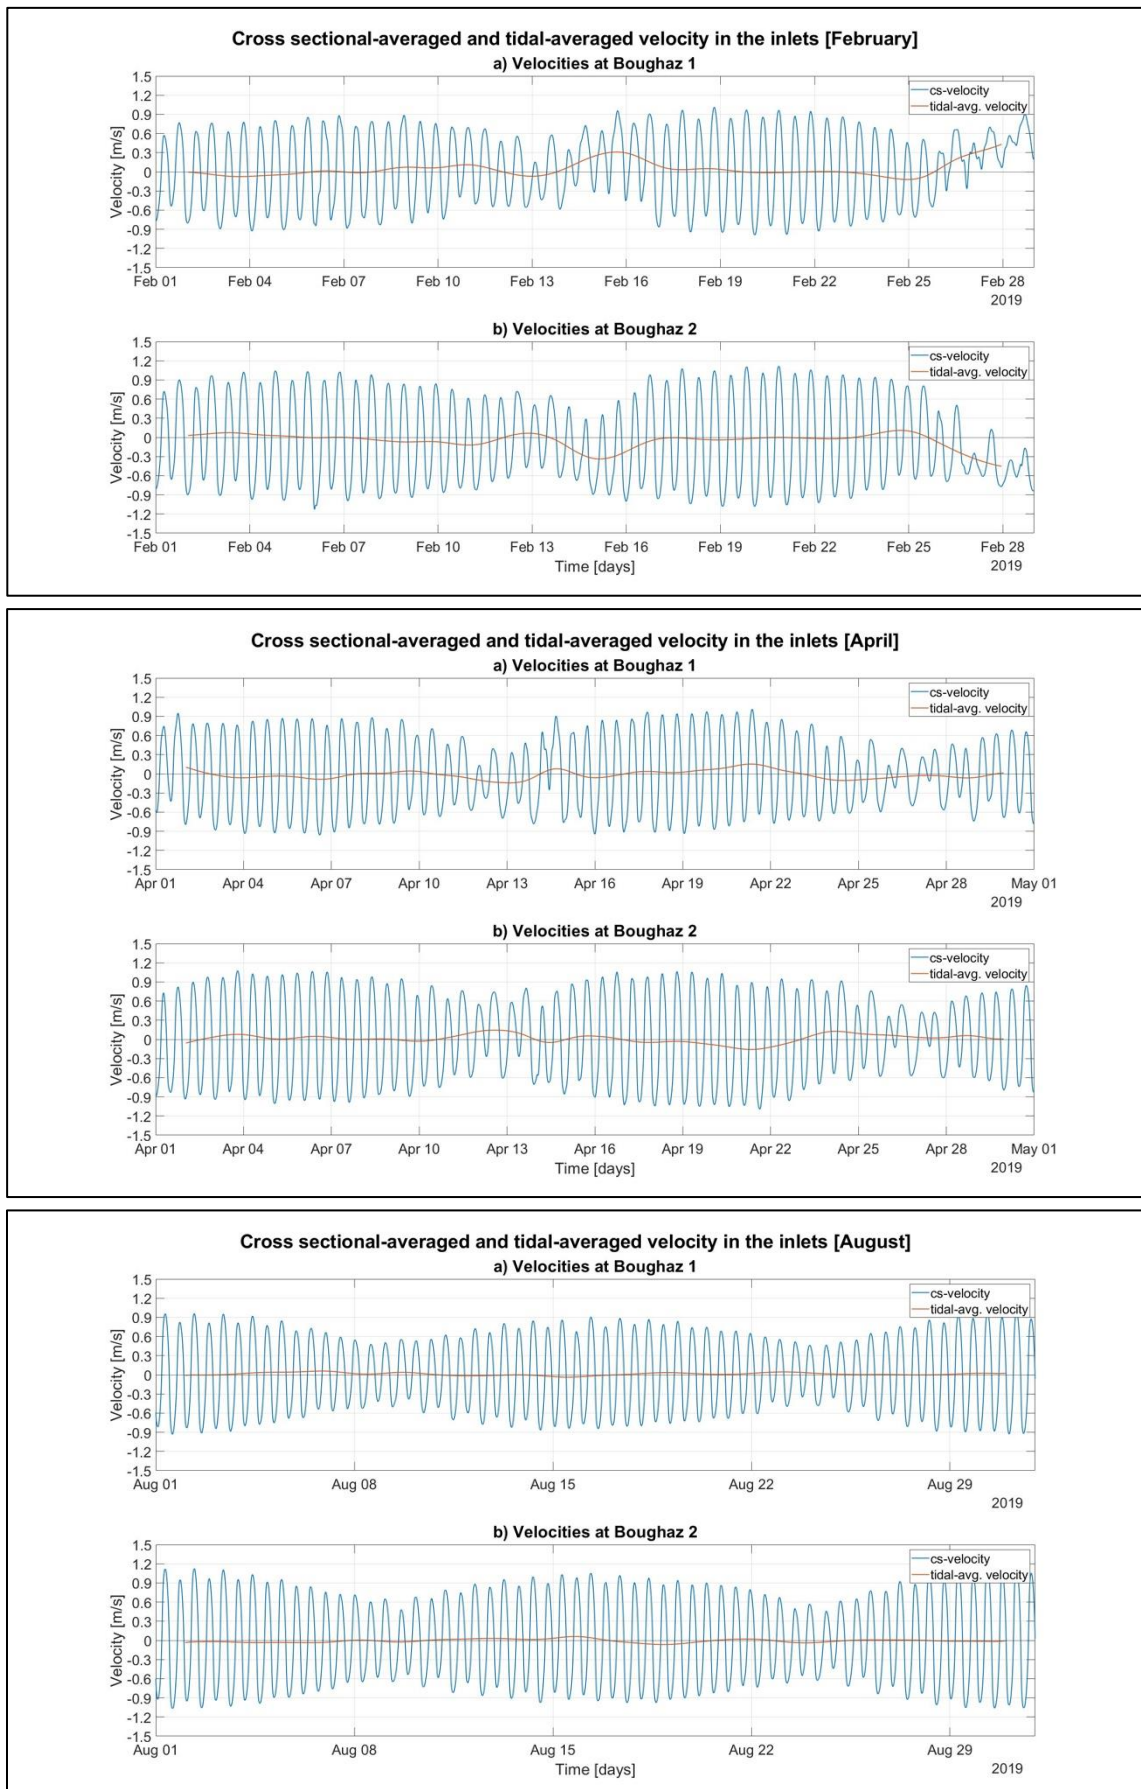 Cross sectional-averaged and tidal-averaged velocity in the inlets [February]
a) Velocities at Boughaz 1
1.5
1.2
0.9
0.6
0.3
0
-0.3
-0.6
-0.9
-1.2
-1.5
Velocity [m/s]
cs-velocity
tidal-avg. velocity
Feb 01 Feb 04 Feb 07 Feb 10 Feb 13 Feb 16 Feb 19 Feb 22 Feb 25 Feb 28
2019
b) Velocities at Boughaz 2
1.5
1.2
0.9
0.6
0.3
0
-0.3
-0.6
-0.9
-1.2
-1.5
Velocity [m/s]
cs-velocity
tidal-avg. velocity
Feb 01 Feb 04 Feb 07 Feb 10 Feb 13 Feb 16 Feb 19 Feb 22 Feb 25 Feb 28
Time [days] 2019
Cross sectional-averaged and tidal-averaged velocity in the inlets [April]
a) Velocities at Boughaz 1
1.5
1.2
0.9
0.6
0.3
0
-0.3
-0.6
-0.9
-1.2
-1.5
Velocity [m/s]
cs-velocity
tidal-avg. velocity
Apr 01 Apr 04 Apr 07 Apr 10 Apr 13 Apr 16 Apr 19 Apr 22 Apr 25 Apr 28 May 01
2019
b) Velocities at Boughaz 2
1.5
1.2
0.9
0.6
0.3
0
-0.3
-0.6
-0.9
-1.2
-1.5
Velocity [m/s]
cs-velocity
tidal-avg. velocity
Apr 01 Apr 04 Apr 07 Apr 10 Apr 13 Apr 16 Apr 19 Apr 22 Apr 25 Apr 28 May 01
Time [days] 2019
Cross sectional-averaged and tidal-averaged velocity in the inlets [August]
a) Velocities at Boughaz 1
1.5
1.2
0.9
0.6
0.3
0
-0.3
-0.6
-0.9
-1.2
-1.5
Velocity [m/s]
cs-velocity
tidal-avg. velocity
Aug 01 Aug 08 Aug 15 Aug 22 Aug 29
2019
b) Velocities at Boughaz 2
1.5
1.2
0.9
0.6
0.3
0
-0.3
-0.6
-0.9
-1.2
-1.5
Velocity [m/s]
cs-velocity
tidal-avg. velocity
Aug 01 Aug 08 Aug 15 Aug 22 Aug 29
Time [days] 2019